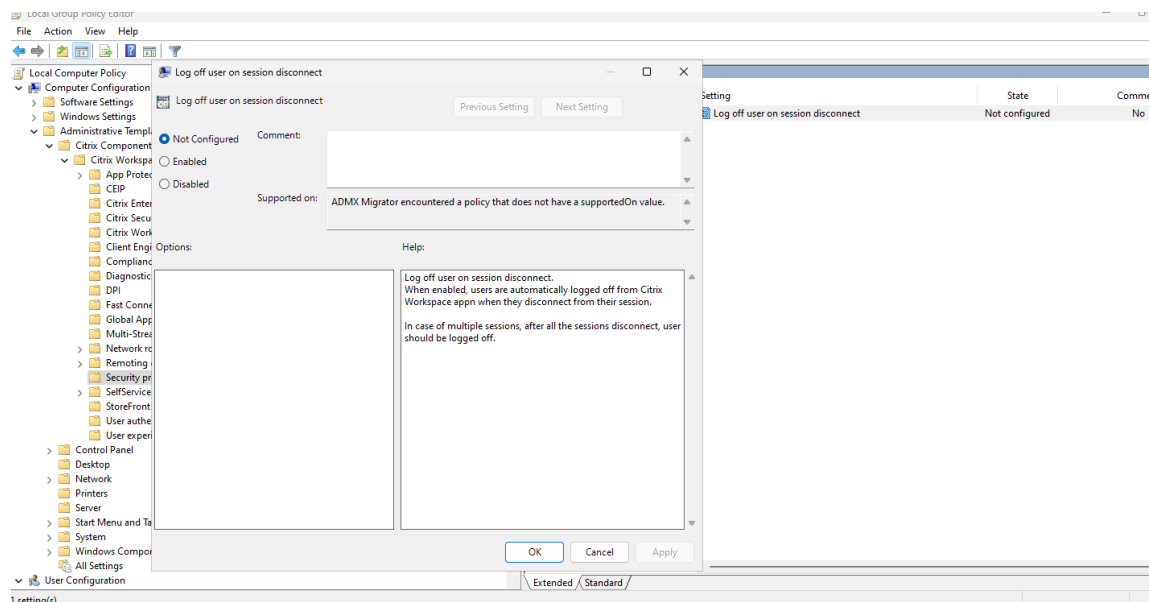 Local Group Policy Editor
File Action View Help
Local Computer Policy
Computer Configuration
Software Settings
Windows Settings
Administrative Templa
Citrix Component
Citrix Workspa
App Protec
CEIP
Citrix Enter
Citrix Secu
Citrix Work
Client Engi
Complianc
Diagnostic
DPI
Fast Conne
Global App
Multi-Strea
Network ro
Remoting
Security pr
SelfService
StoreFront
User authe
User experi
Control Panel
Desktop
Network
Printers
Server
Start Menu and Ta
System
Windows Compor
All Settings
User Configuration
1 setting(s)
Log off user on session disconnect
Log off user on session disconnect
Previous Setting Next Setting
Not Configured
Enabled
Disabled
Comment:
Supported on:
ADMX Migrator encountered a policy that does not have a supportedOn value.
Options:
Help:
Log off user on session disconnect.
When enabled, users are automatically logged off from Citrix
Workspace appn when they disconnect from their session.
In case of multiple sessions, after all the sessions disconnect, user
should be logged off.
OK Cancel Apply
Setting State Comme
Log off user on session disconnect Not configured No
Extended Standard